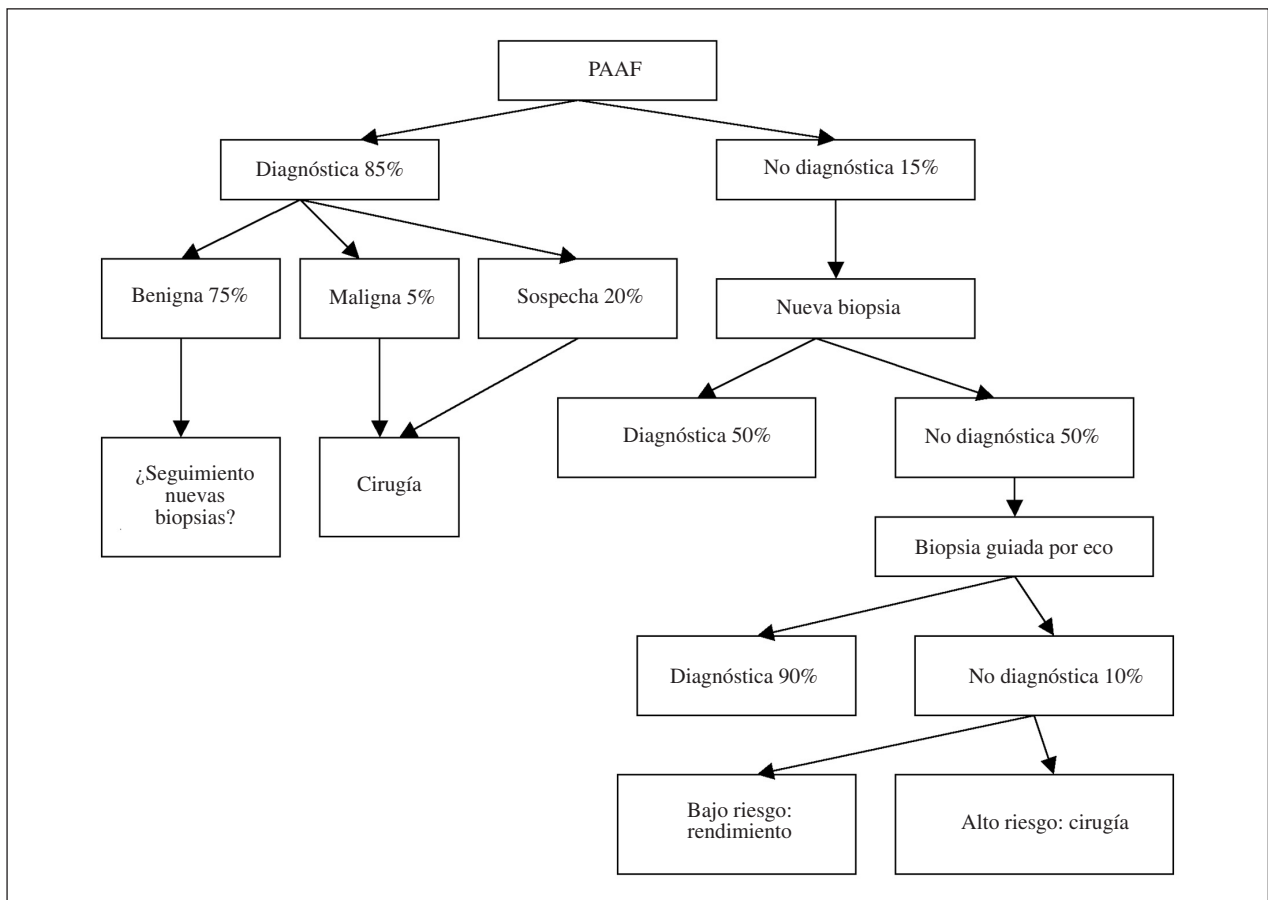 PAAF
Diagnóstica 85%
No diagnóstica 15%
Benigna 75%
Maligna 5%
Sospecha 20%
Nueva biopsia
¿Seguimiento
nuevas
biopsias?
Cirugía
Diagnóstica 50%
No diagnóstica 50%
Biopsia guiada por eco
Diagnóstica 90%
No diagnóstica 10%
Bajo riesgo:
rendimiento
Alto riesgo: cirugía